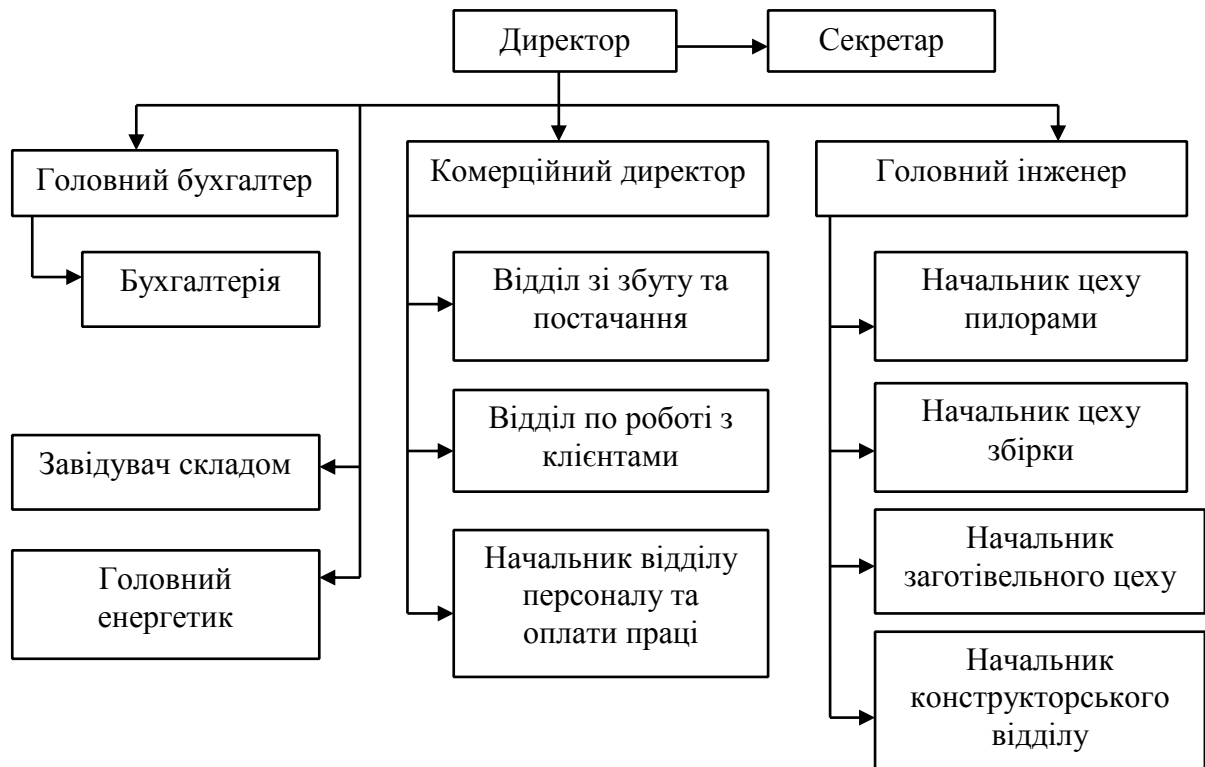 Директор
Секретар
Головний бухгалтер
Комерційний директор
Головний інженер
Бухгалтерія
Відділ зі збуту та
постачання
Начальник цеху
пилорами
Завідувач складом
Відділ по роботі з
клієнтами
Начальник цеху
збірки
Головний
енергетик
Начальник відділу
персоналу та
оплати праці
Начальник
заготівельного цеху
Начальник
конструкторського
відділу